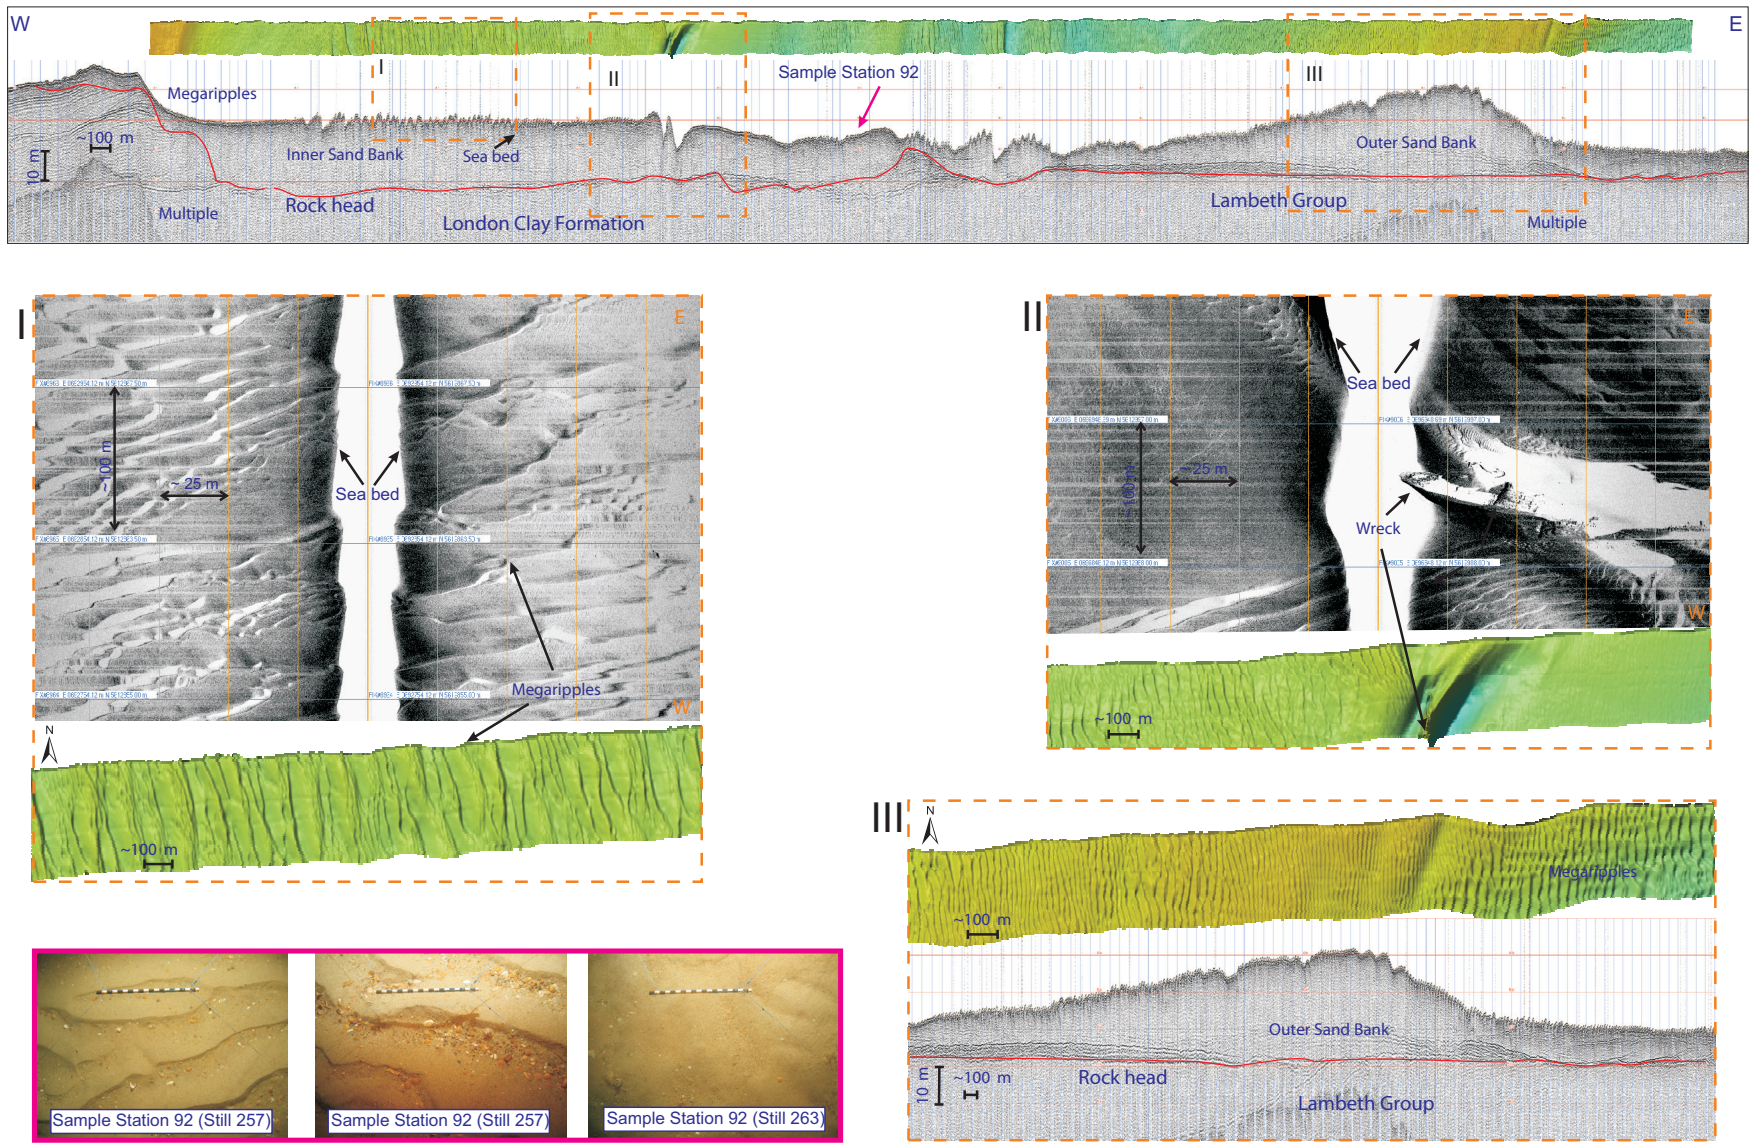 W
E
I
II
III
Sample Station 92
Megaripples
~100 m
10 m
Inner Sand Bank
Sea bed
Outer Sand Bank
Multiple
Rock head
London Clay Formation
Lambeth Group
Multiple
I
E
~100 m
~ 25 m
Sea bed
Megaripples
W
N
~100 m
II
E
Sea bed
~100 m
~ 25 m
Wreck
W
~100 m
III
N
Megaripples
~100 m
Outer Sand Bank
10 m
~100 m
Rock head
Lambeth Group
Sample Station 92 (Still 257)
Sample Station 92 (Still 257)
Sample Station 92 (Still 263)